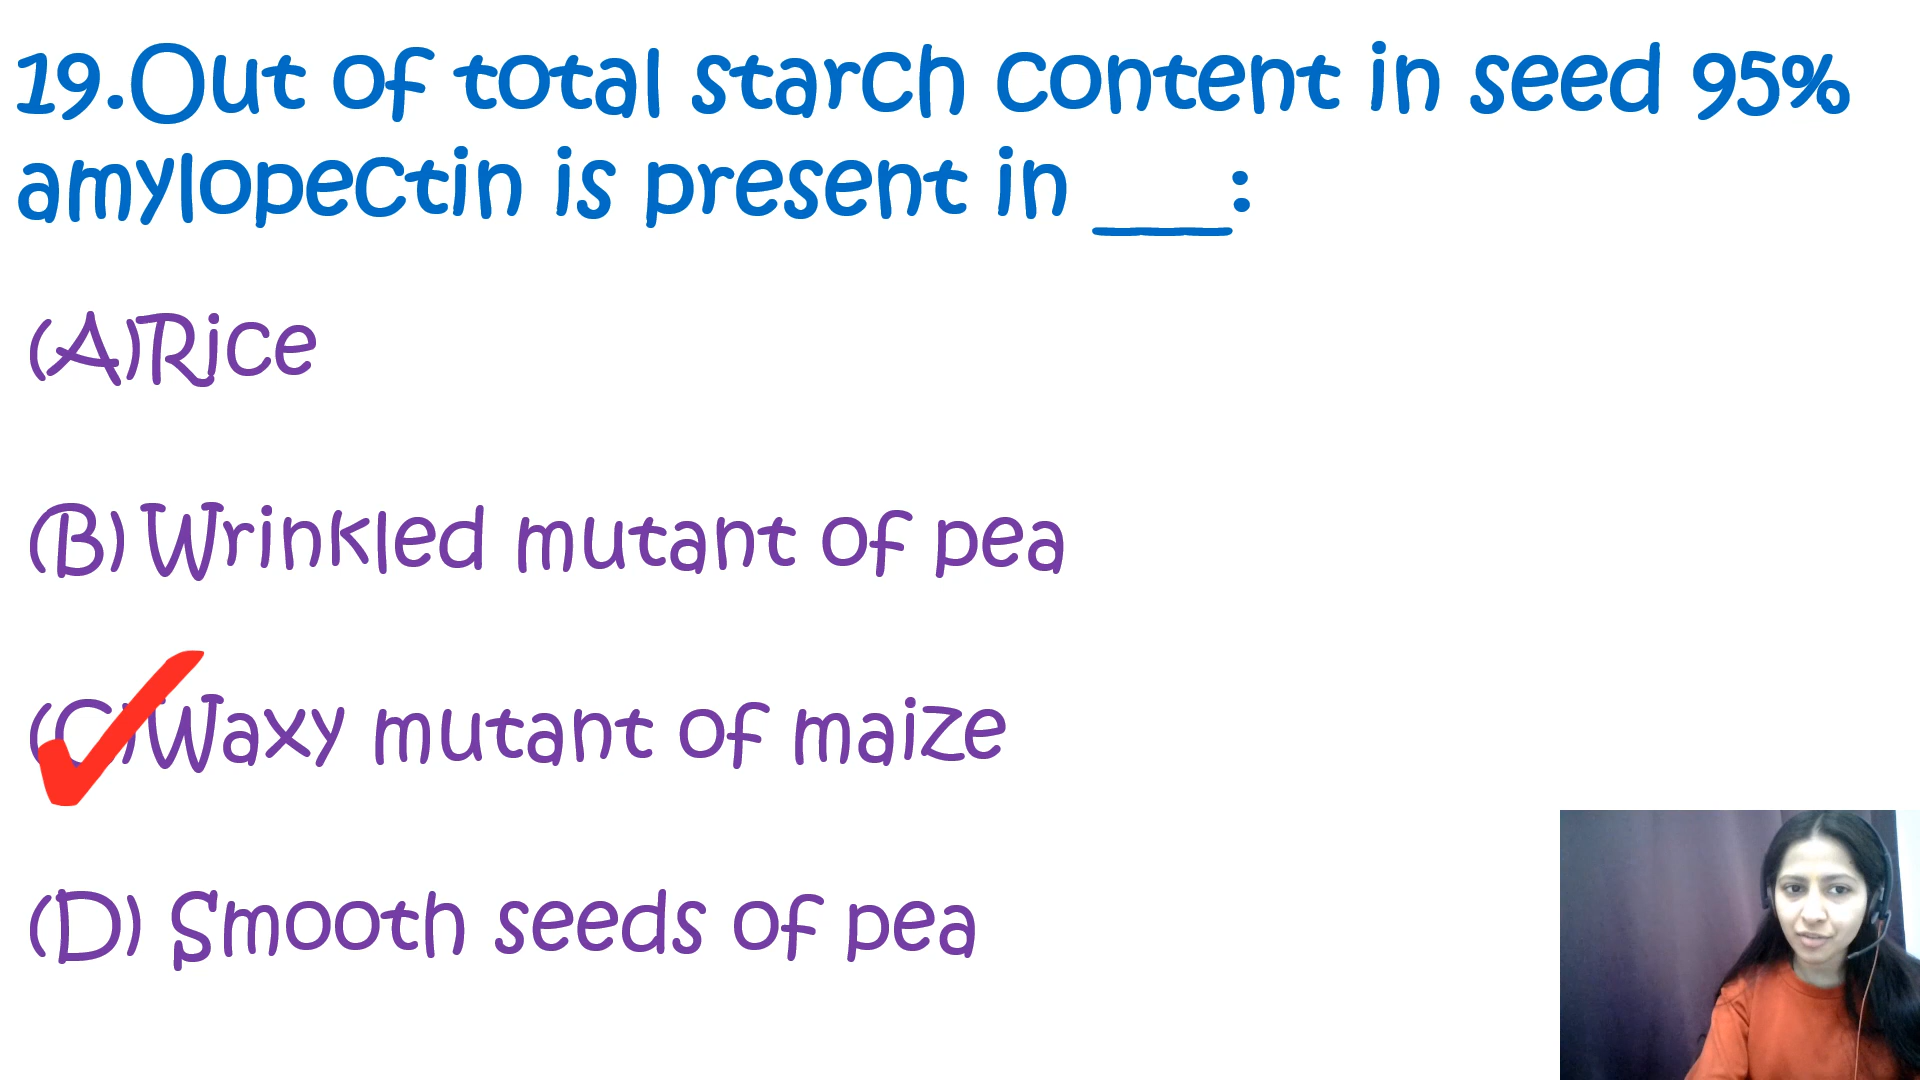 19.Out of total starch content in seed 95%
amylopectin is present in ___:
(A)Rice
(B) Wrinkled mutant of pea
(C)Waxy mutant of maize
(D) Smooth seeds of pea